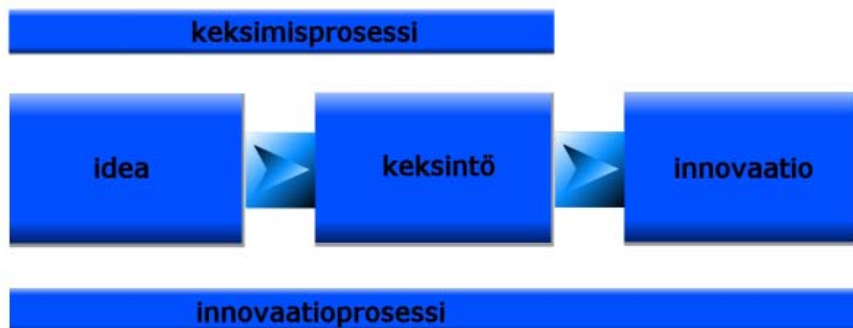 keksimisprosessi
idea
keksintö
innovaatio
innovaatioprosessi